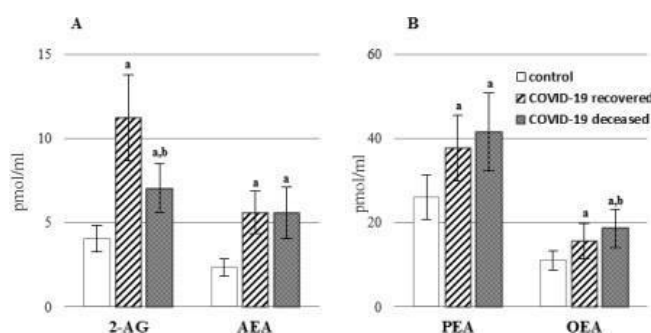 A
15
10
5
0
pmol/ml
a
a,b
a
a
2-AG
AEA
B
60
40
20
0
pmol/ml
control
COVID-19 recovered
COVID-19 deceased
a
a
a
a,b
PEA
OEA